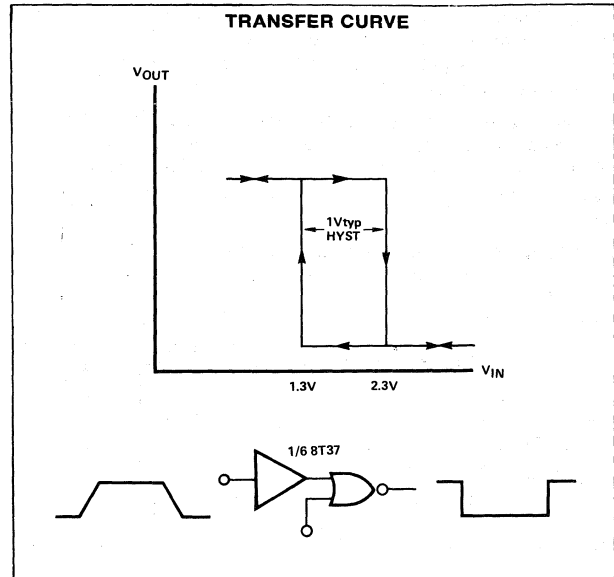 TRANSFER CURVE
VOUT
1Vtyp
HYST
VIN
1.3V
2.3V
1/6 8T37